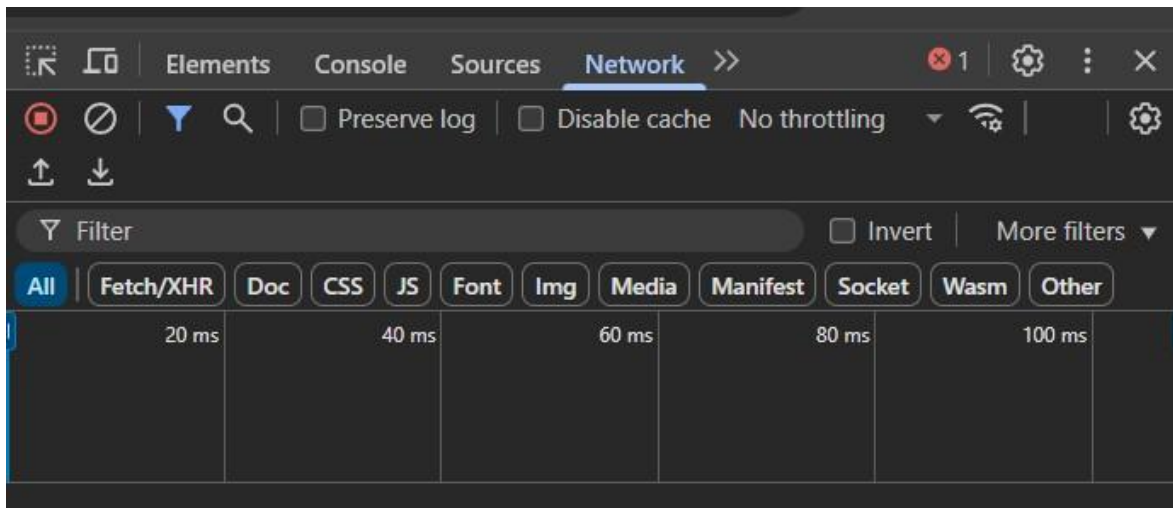 Elements Console Sources Network 1
Preserve log Disable cache No throttling
Filter Invert More filters
All Fetch/XHR Doc CSS JS Font Img Media Manifest Socket Wasm Other
20 ms 40 ms 60 ms 80 ms 100 ms